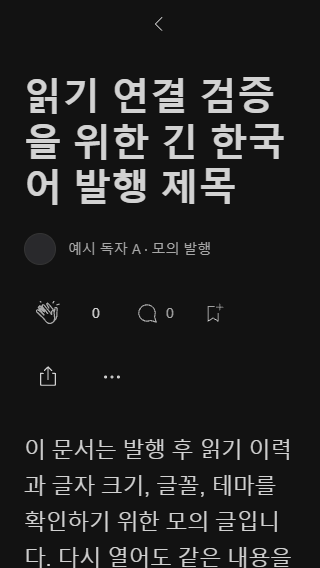 읽기 연결 검증
을 위한 긴 한국
어 발행 제목
예시 독자 A · 모의 발행
0
0
이 문서는 발행 후 읽기 이력
과 글자 크기, 글꼴, 테마를
확인하기 위한 모의 글입니
다. 다시 열어도 같은 내용을